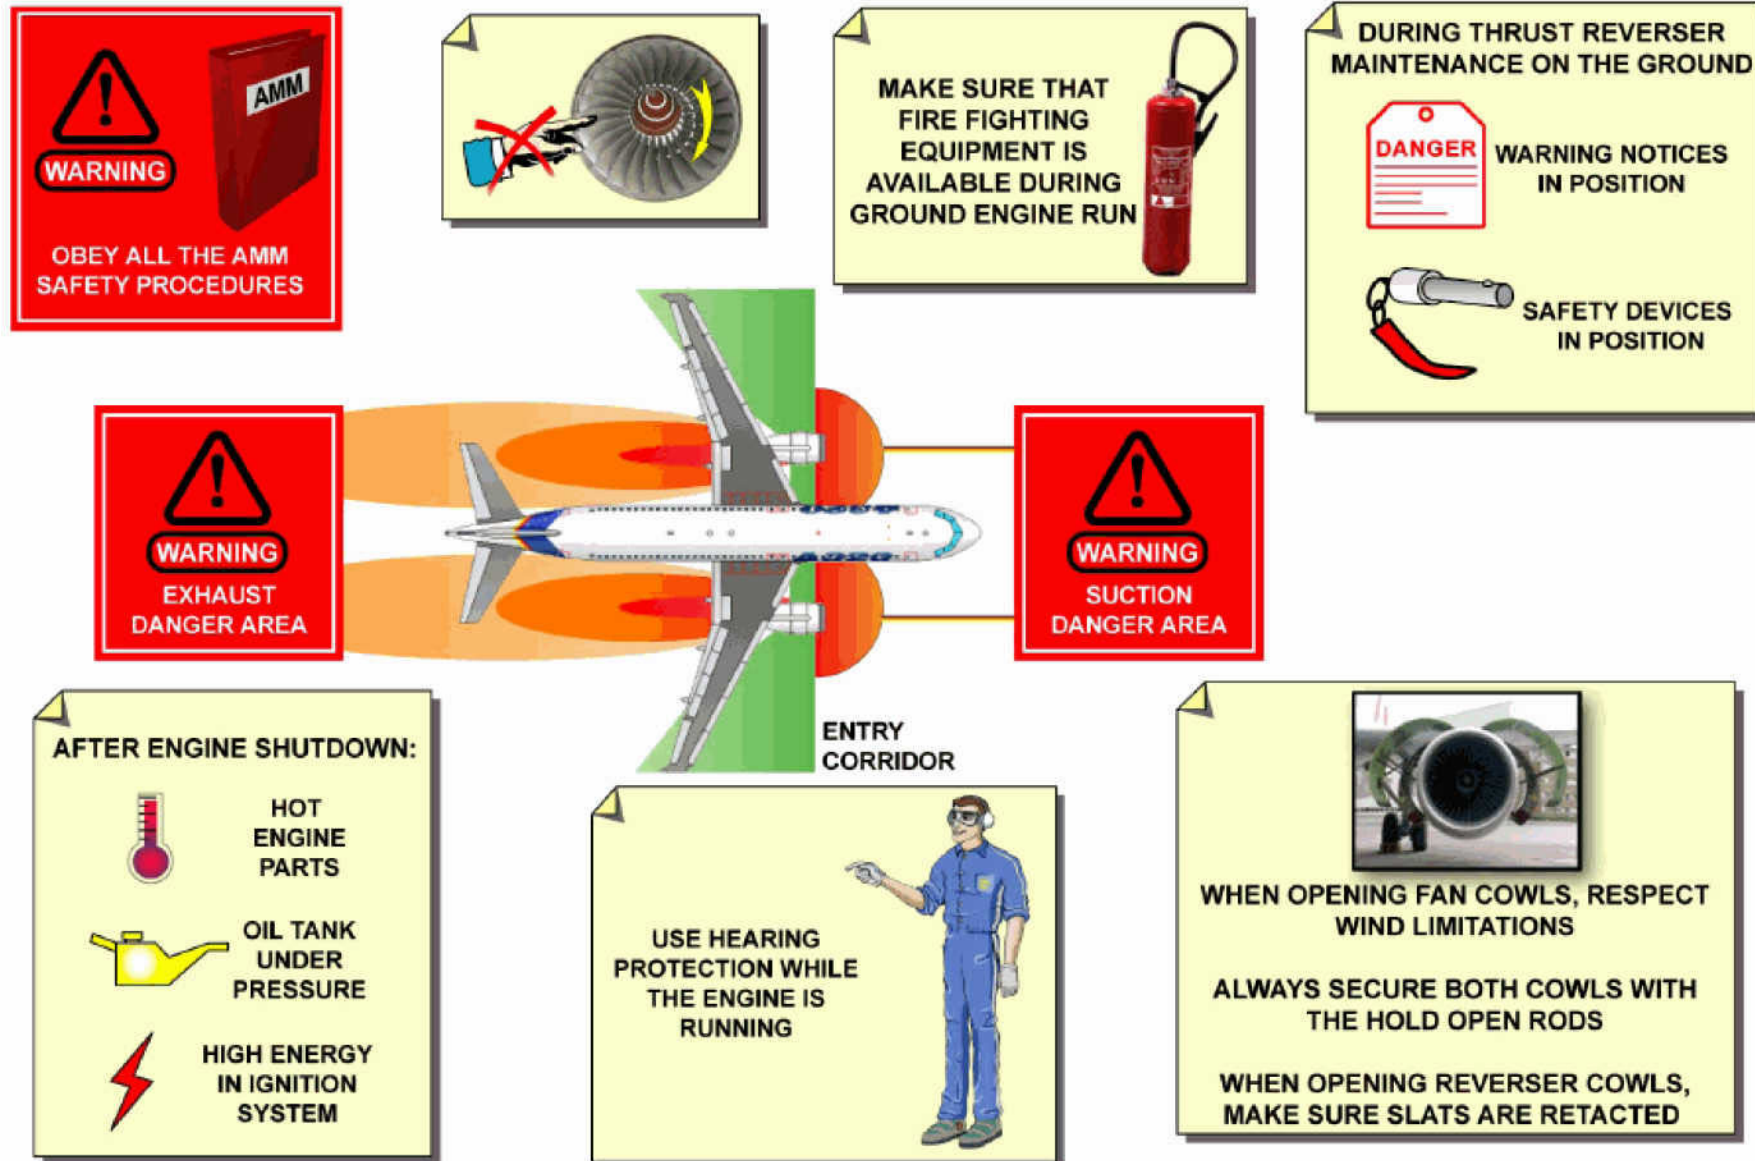 AMM
WARNING
OBEY ALL THE AMM
SAFETY PROCEDURES
MAKE SURE THAT
FIRE FIGHTING
EQUIPMENT IS
AVAILABLE DURING
GROUND ENGINE RUN
DURING THRUST REVERSER
MAINTENANCE ON THE GROUND
DANGER
WARNING NOTICES
IN POSITION
SAFETY DEVICES
IN POSITION
WARNING
EXHAUST
DANGER AREA
WARNING
SUCTION
DANGER AREA
ENTRY
CORRIDOR
AFTER ENGINE SHUTDOWN:
HOT
ENGINE
PARTS
OIL TANK
UNDER
PRESSURE
HIGH ENERGY
IN IGNITION
SYSTEM
USE HEARING
PROTECTION WHILE
THE ENGINE IS
RUNNING
WHEN OPENING FAN COWLS, RESPECT
WIND LIMITATIONS
ALWAYS SECURE BOTH COWLS WITH
THE HOLD OPEN RODS
WHEN OPENING REVERSER COWLS,
MAKE SURE SLATS ARE RETACTED